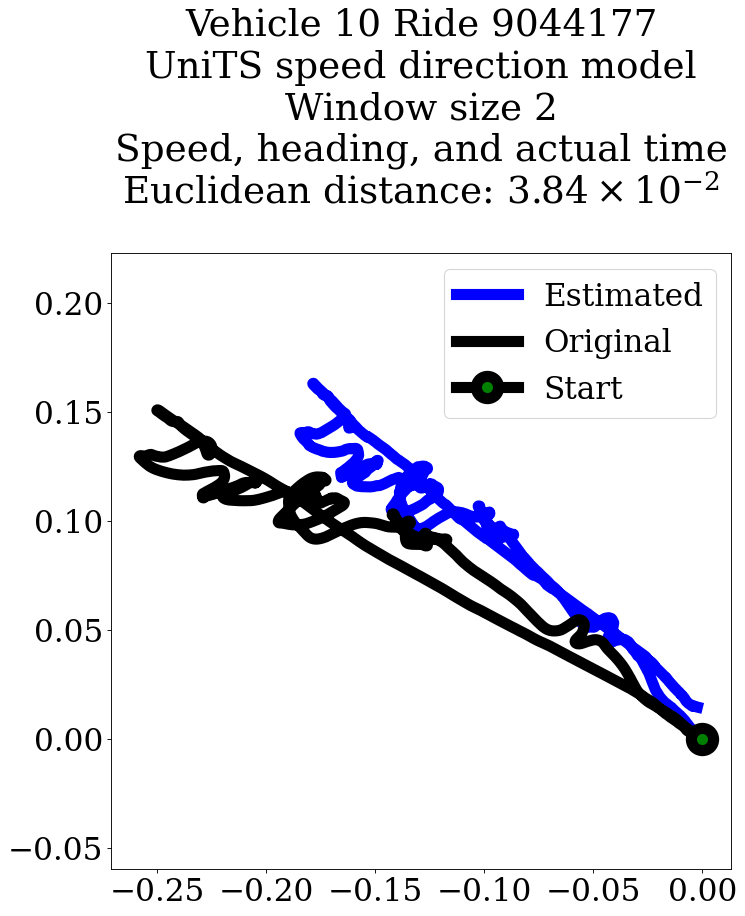 Vehicle 10 Ride 9044177
UniTS speed direction model
Window size 2
Speed, heading, and actual time
Euclidean distance: 3.84 × 10⁻²
Estimated
Original
Start
0.20
0.15
0.10
0.05
0.00
−0.05
−0.25 −0.20 −0.15 −0.10 −0.05 0.00